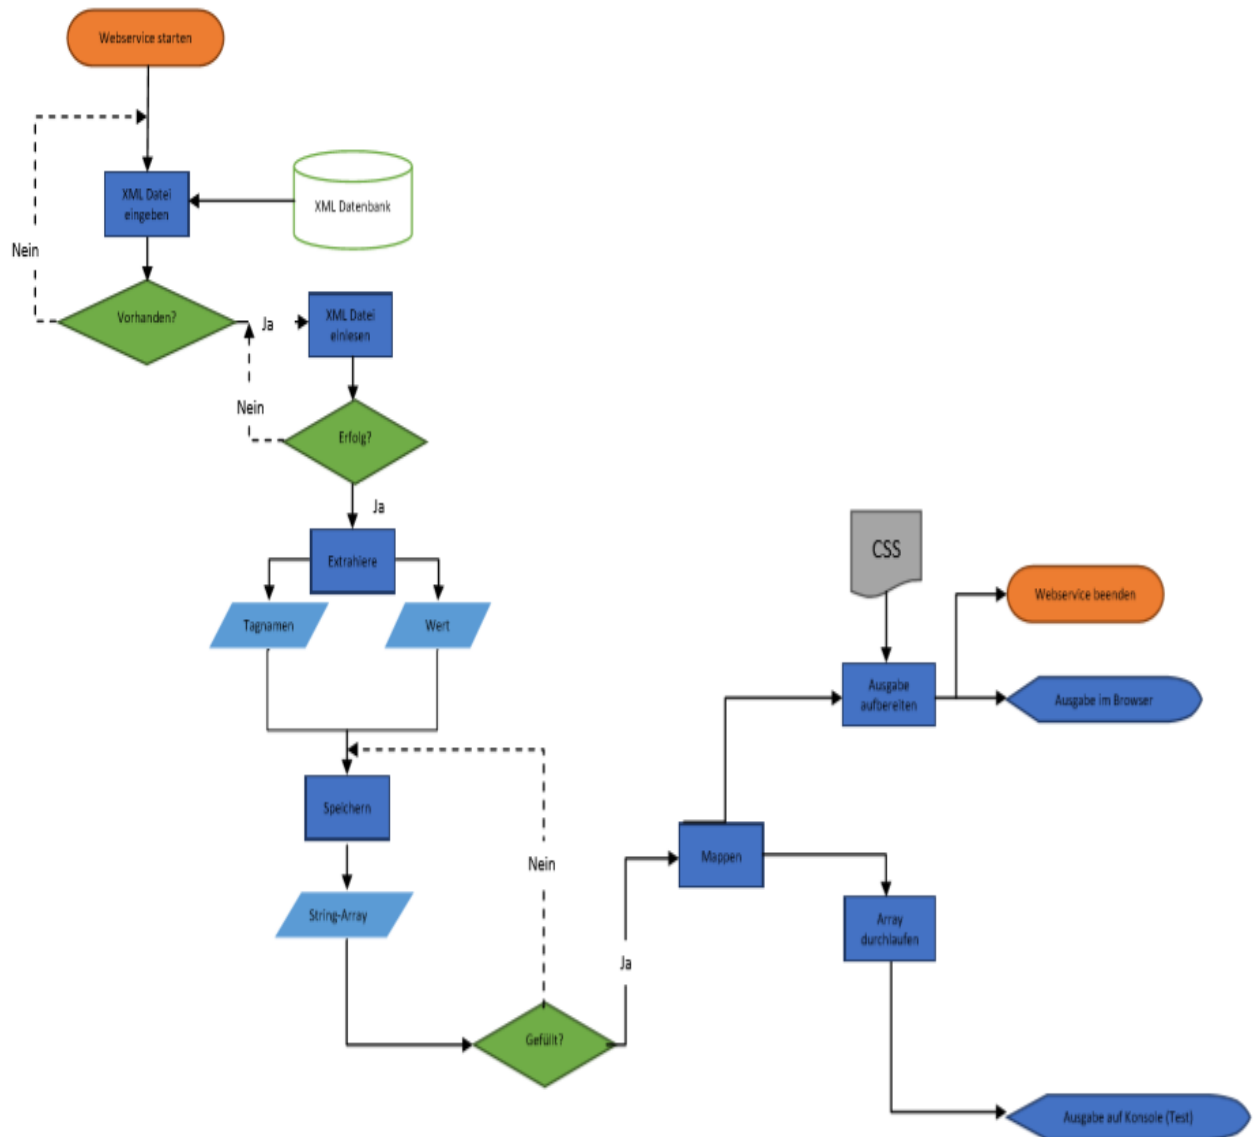 Webservice starten
XML Datei
eingeben
XML Datenbank
Nein
Vorhanden?
Ja
XML Datei
einlesen
Nein
Erfolg?
Ja
Extrahiere
Tagnamen
Wert
Speichern
String-Array
Nein
Gefüllt?
Ja
Mappen
CSS
Ausgabe
aufbereiten
Webservice beenden
Ausgabe im Browser
Array
durchlaufen
Ausgabe auf Konsole (Test)